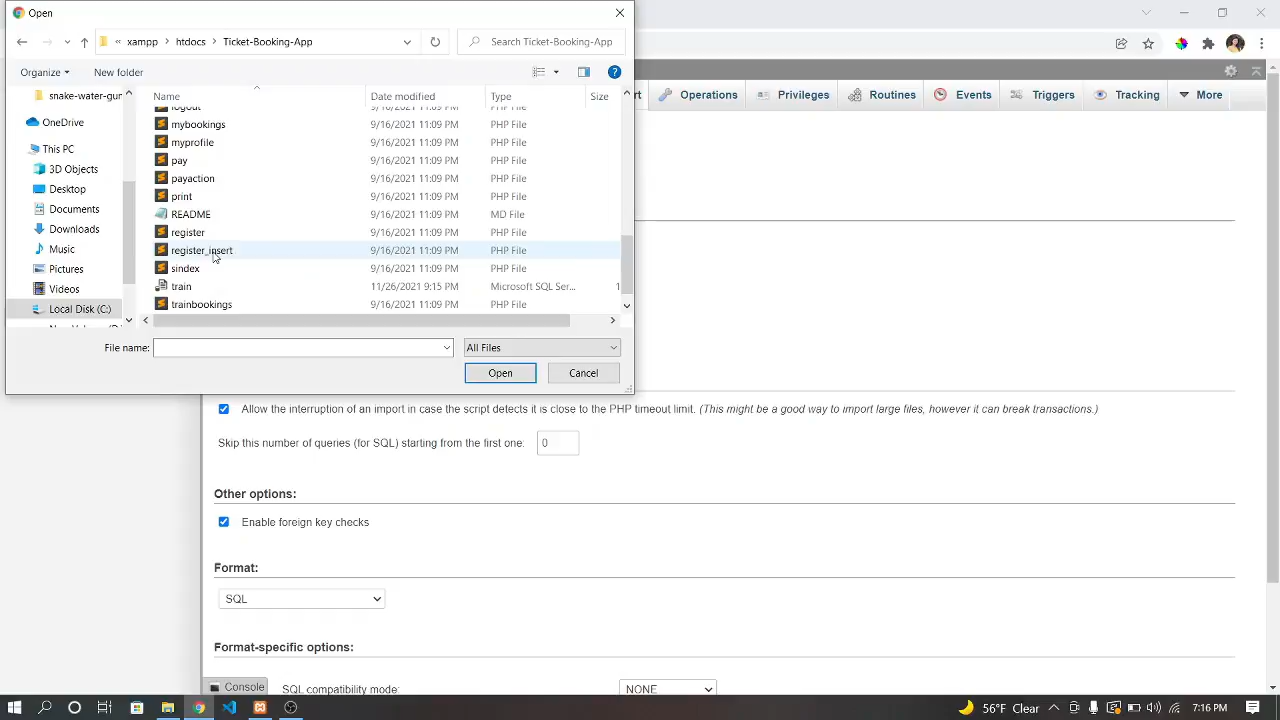 Open
« xampp > htdocs > Ticket-Booking-App
Search Ticket-Booking-App
Organize
New folder
snake-water-gun
OneDrive
This PC
3D Objects
Desktop
Documents
Downloads
Music
Pictures
Videos
Local Disk (C:)
Name Date modified Type Size
logout 9/16/2021 11:09 PM PHP File
mybookings 9/16/2021 11:09 PM PHP File
myprofile 9/16/2021 11:09 PM PHP File
pay 9/16/2021 11:09 PM PHP File
payaction 9/16/2021 11:09 PM PHP File
print 9/16/2021 11:09 PM PHP File
README 9/16/2021 11:09 PM MD File
register 9/16/2021 11:09 PM PHP File
register_insert 9/16/2021 11:09 PM PHP File
sindex 9/16/2021 11:09 PM PHP File
train 11/26/2021 9:15 PM Microsoft SQL Ser... 1
trainbookings 9/16/2021 11:09 PM PHP File
File name:
All Files
Open
Cancel
rt Operations Privileges Routines Events Triggers Tracking More
Allow the interruption of an import in case the script detects it is close to the PHP timeout limit. (This might be a good way to import large files, however it can break transactions.)
Skip this number of queries (for SQL) starting from the first one: 0
Other options:
Enable foreign key checks
Format:
SQL
Format-specific options:
Console
SQL compatibility mode: NONE
56°F Clear
7:16 PM